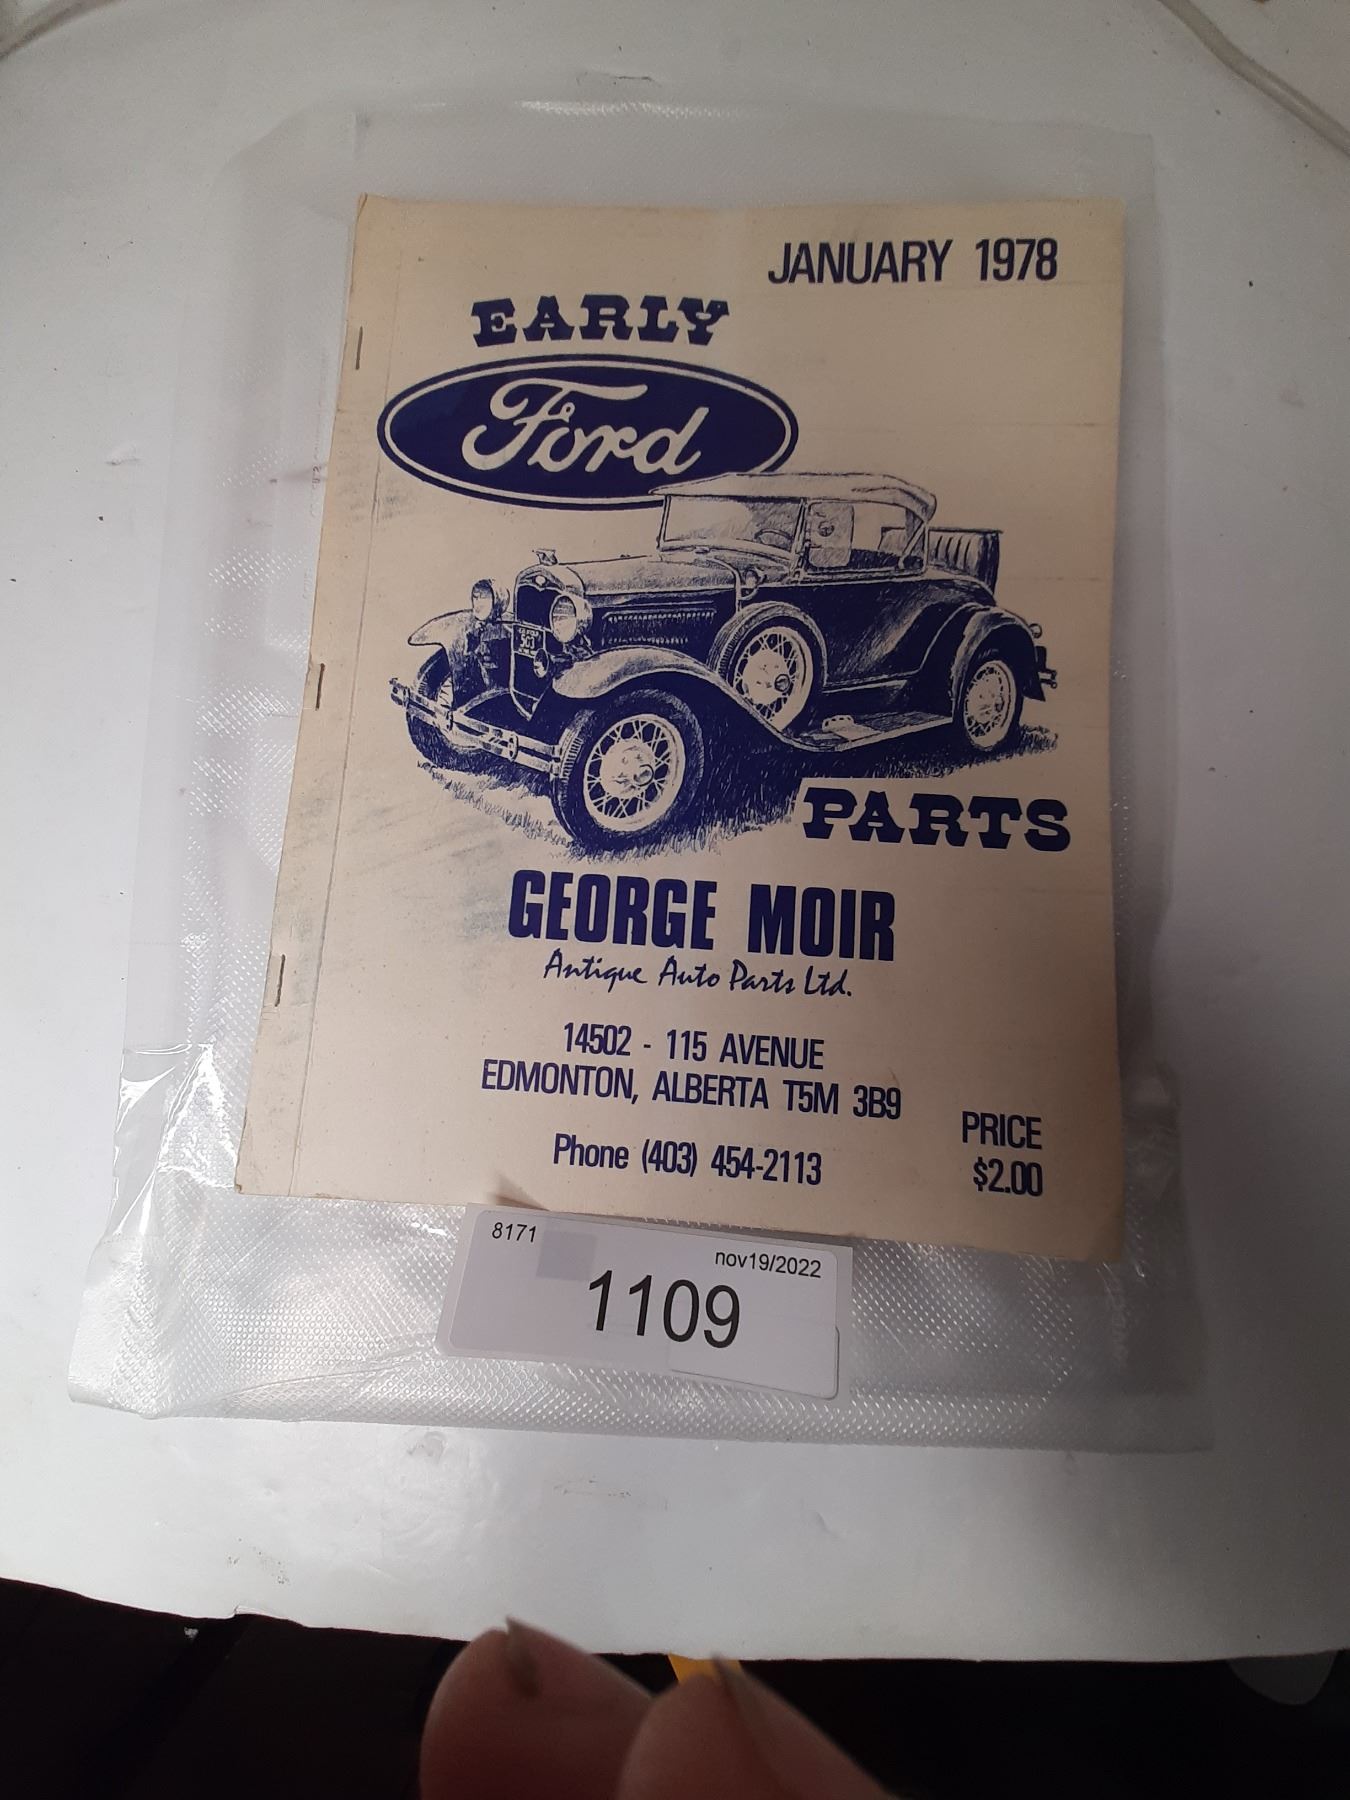 JANUARY 1978
EARLY
Ford
PARTS
GEORGE MOIR
Antique Auto Parts Ltd.
14502 - 115 AVENUE
EDMONTON, ALBERTA T5M 3B9
Phone (403) 454-2113
PRICE
$2.00
8171
nov19/2022
1109